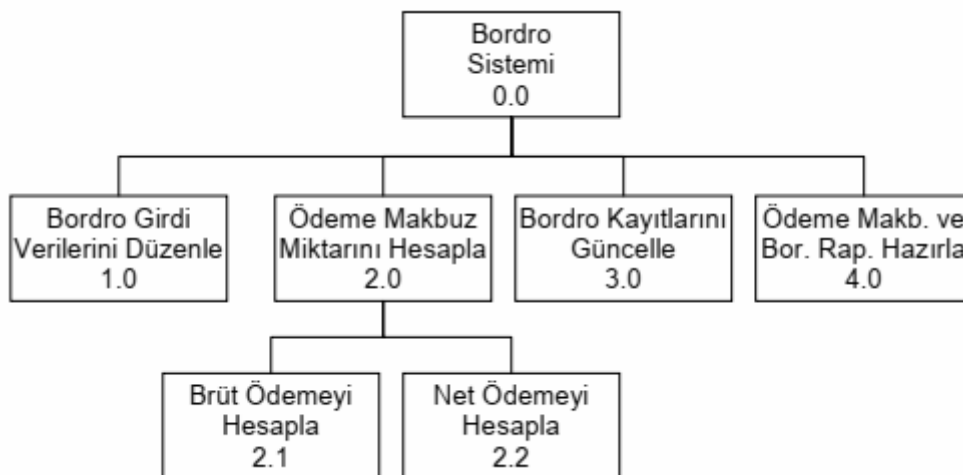 Bordro
Sistemi
0.0
Bordro Girdi
Verilerini Düzenle
1.0
Ödeme Makbuz
Miktarını Hesapla
2.0
Bordro Kayıtlarını
Güncelle
3.0
Ödeme Makb. ve
Bor. Rap. Hazırla
4.0
Brüt Ödemeyi
Hesapla
2.1
Net Ödemeyi
Hesapla
2.2